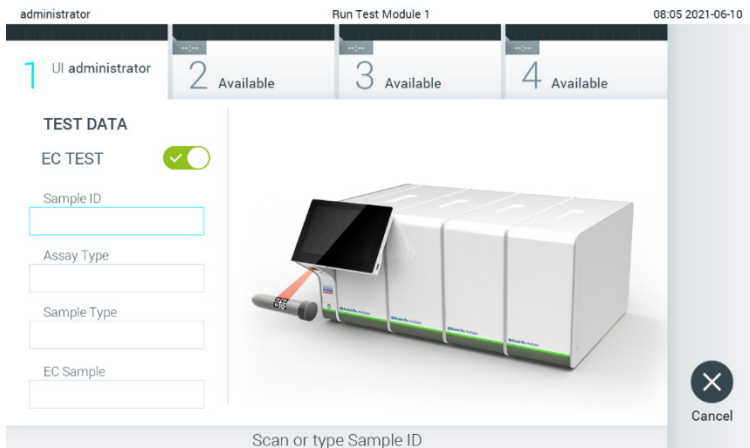 administrator
Run Test Module 1
08:05 2021-06-10
1 UI administrator
--:--
2 Available
--:--
3 Available
--:--
4 Available
TEST DATA
EC TEST
Sample ID
Assay Type
Sample Type
EC Sample
Cancel
Scan or type Sample ID